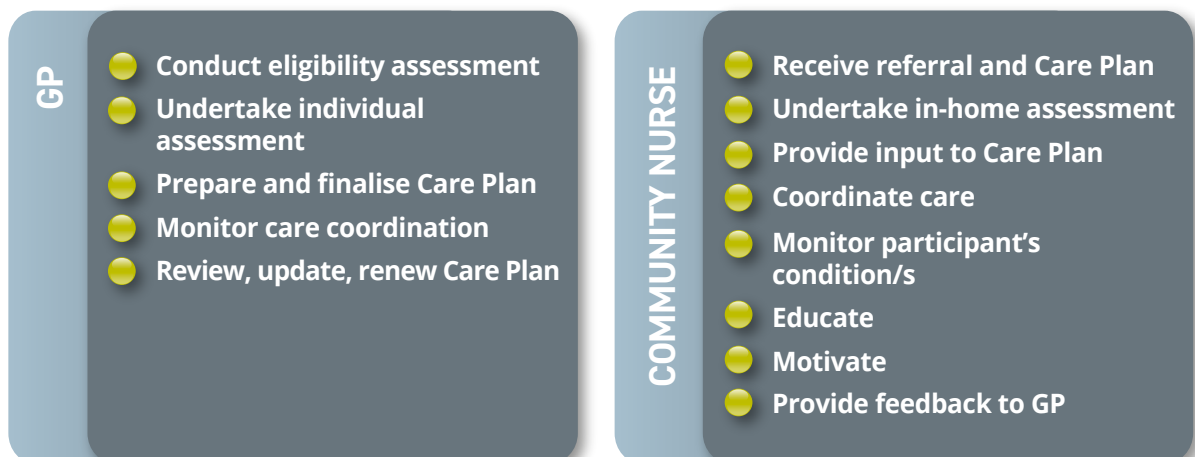 GP
Conduct eligibility assessment
Undertake individual
assessment
Prepare and finalise Care Plan
Monitor care coordination
Review, update, renew Care Plan
COMMUNITY NURSE
Receive referral and Care Plan
Undertake in-home assessment
Provide input to Care Plan
Coordinate care
Monitor participant’s
condition/s
Educate
Motivate
Provide feedback to GP